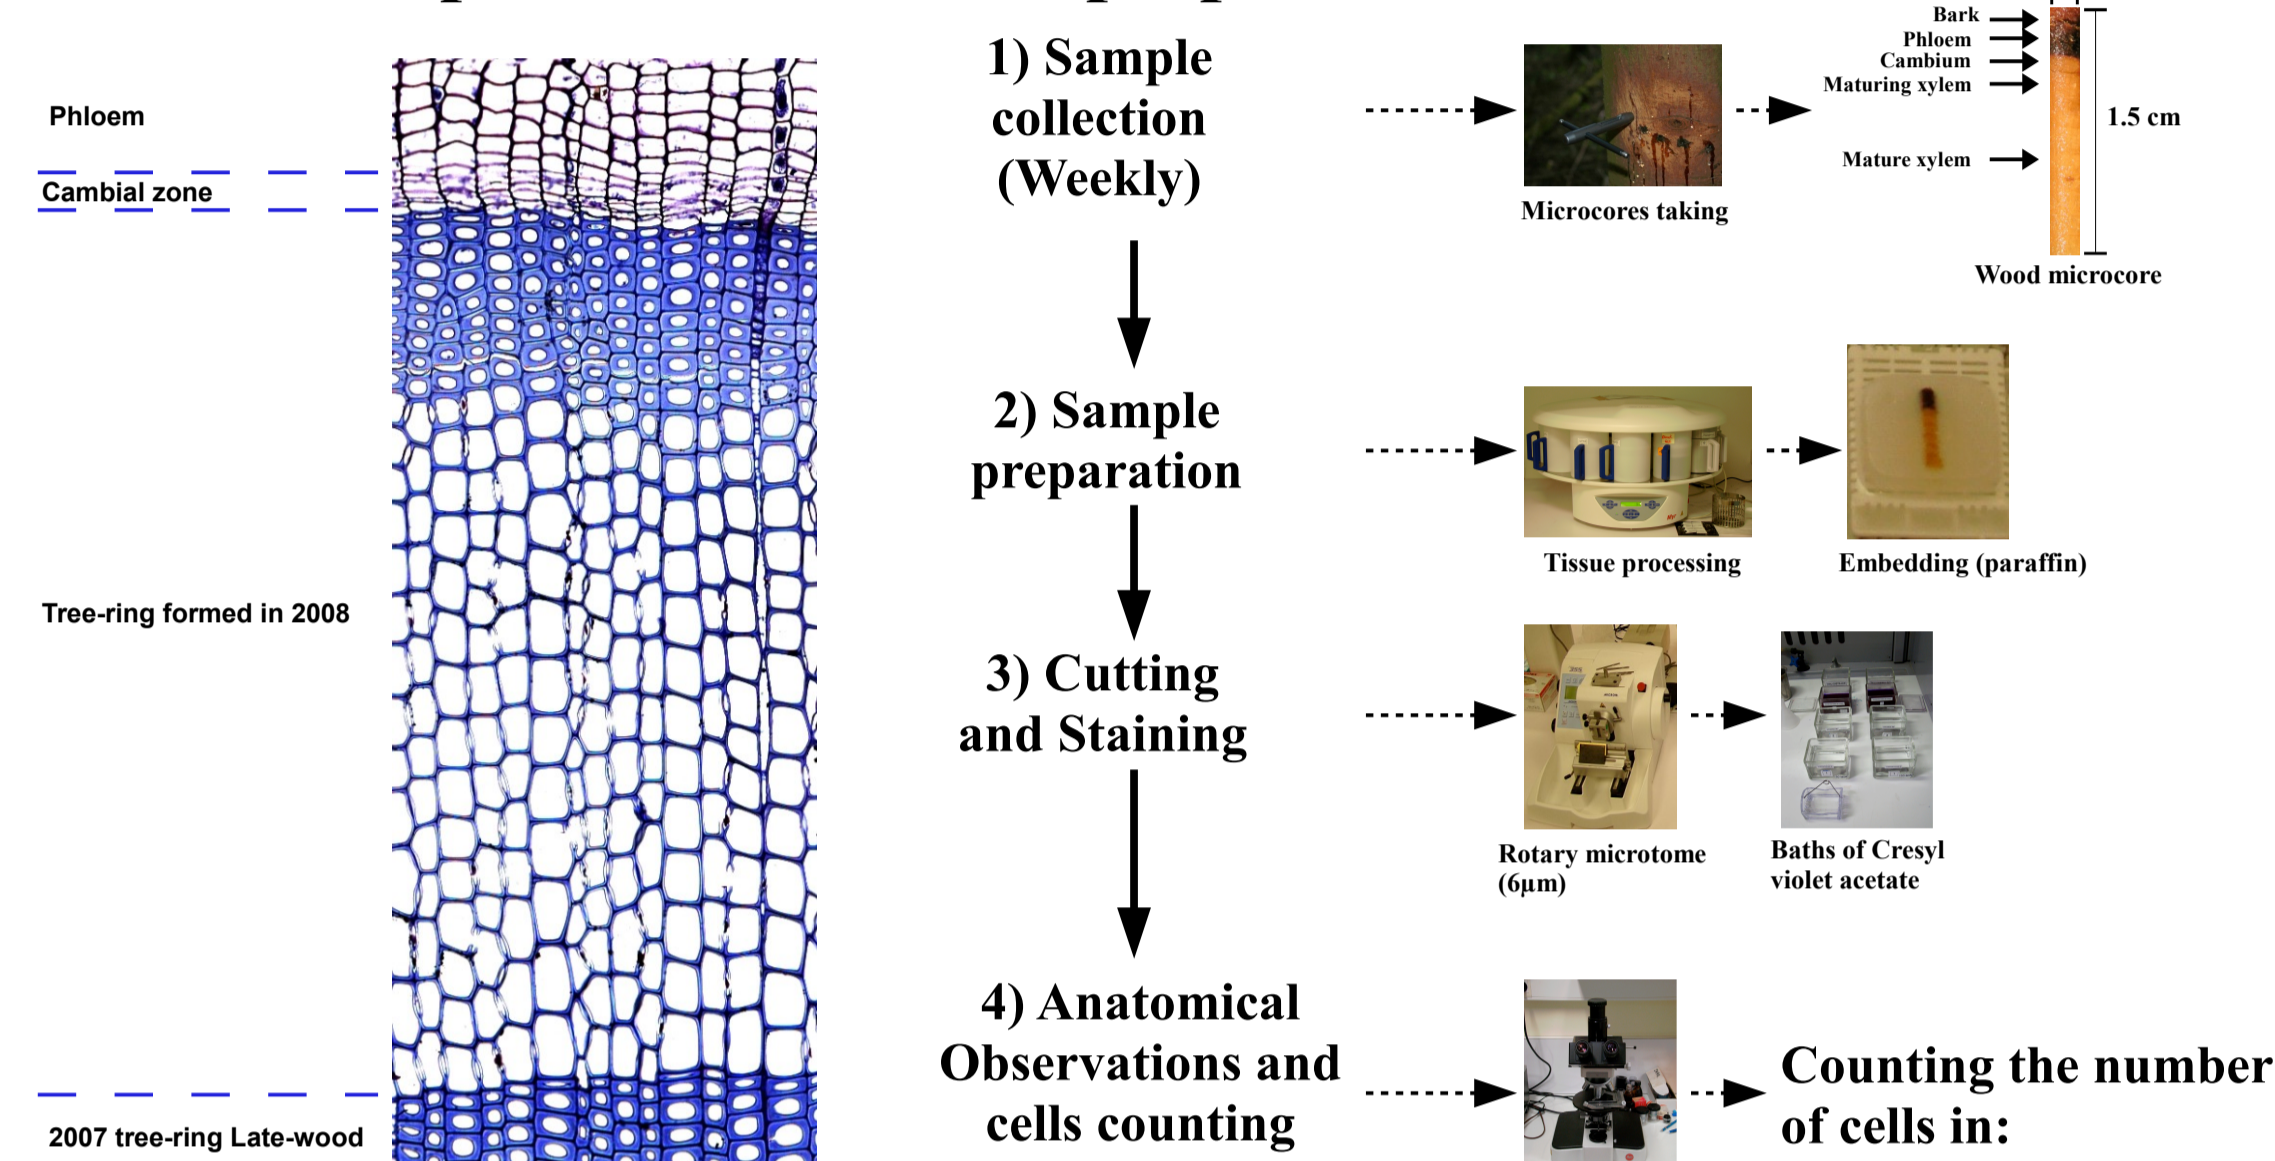 Phloem
Cambial zone
Tree-ring formed in 2008
2007 tree-ring Late-wood
1) Sample
collection
(Weekly)
Microcores taking
Bark
Phloem
Cambium
Maturing xylem
Mature xylem
1.5 cm
Wood microcore
2) Sample
preparation
Tissue processing
Embedding (paraffin)
3) Cutting
and Staining
Rotary microtome
(6µm)
Baths of Cresyl
violet acetate
4) Anatomical
Observations and
cells counting
Counting the number
of cells in: